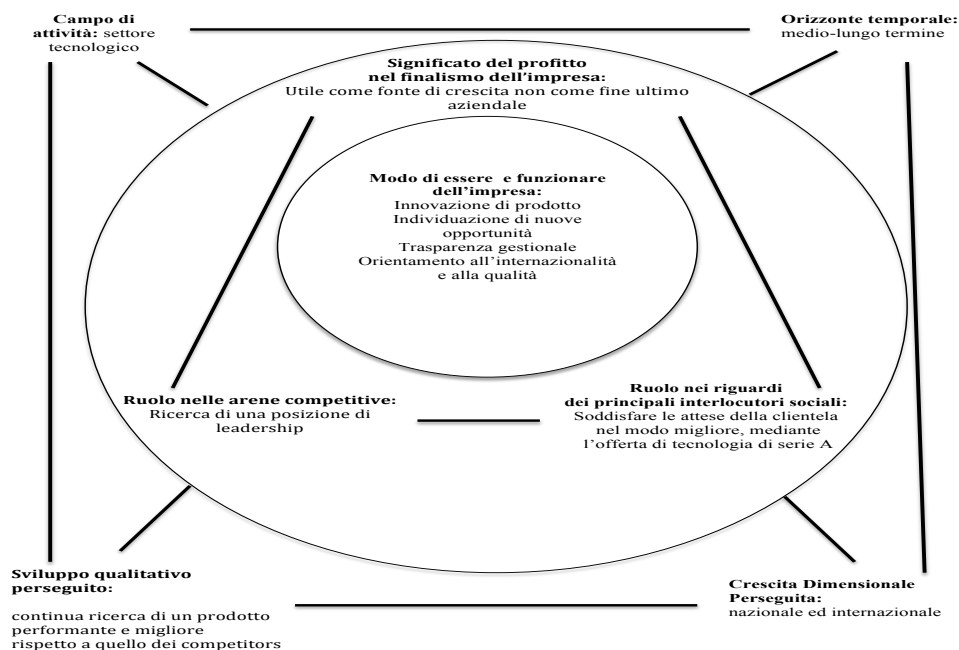 Campo di
attività: settore
tecnologico
Orizzonte temporale:
medio-lungo termine
Significato del profitto
nel finalismo dell'impresa:
Utile come fonte di crescita non come fine ultimo
aziendale
Modo di essere e funzionare
dell'impresa:
Innovazione di prodotto
Individuazione di nuove
opportunità
Trasparenza gestionale
Orientamento all'internazionalità
e alla qualità
Ruolo nelle arene competitive:
Ricerca di una posizione di
leadership
Ruolo nei riguardi
dei principali interlocutori sociali:
Soddisfare le attese della clientela
nel modo migliore, mediante
l'offerta di tecnologia di serie A
Sviluppo qualitativo
perseguito:
continua ricerca di un prodotto
performante e migliore
rispetto a quello dei competitors
Crescita Dimensionale
Perseguita:
nazionale ed internazionale